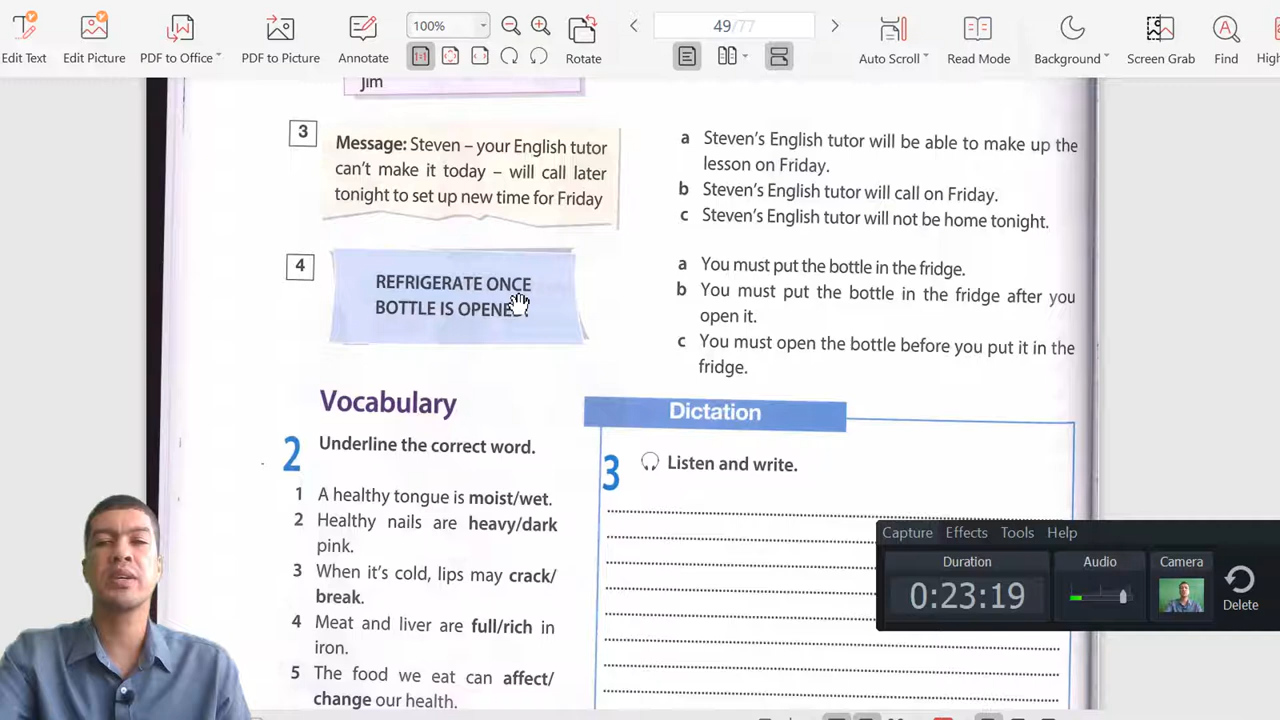 Edit Text
Edit Picture
PDF to Office
PDF to Picture
Annotate
100%
Rotate
49/77
Auto Scroll
Read Mode
Background
Screen Grab
Find
Jim
3
Message: Steven – your English tutor
can't make it today – will call later
tonight to set up new time for Friday
a Steven's English tutor will be able to make up the
lesson on Friday.
b Steven's English tutor will call on Friday.
c Steven's English tutor will not be home tonight.
4
REFRIGERATE ONCE
BOTTLE IS OPENED.
a You must put the bottle in the fridge.
b You must put the bottle in the fridge after you
open it.
c You must open the bottle before you put it in the
fridge.
Vocabulary
2 Underline the correct word.
1 A healthy tongue is moist/wet.
2 Healthy nails are heavy/dark
pink.
3 When it's cold, lips may crack/
break.
4 Meat and liver are full/rich in
iron.
5 The food we eat can affect/
change our health.
Dictation
3 Listen and write.
Capture Effects Tools Help
Duration
0:23:19
Audio
Camera
Delete